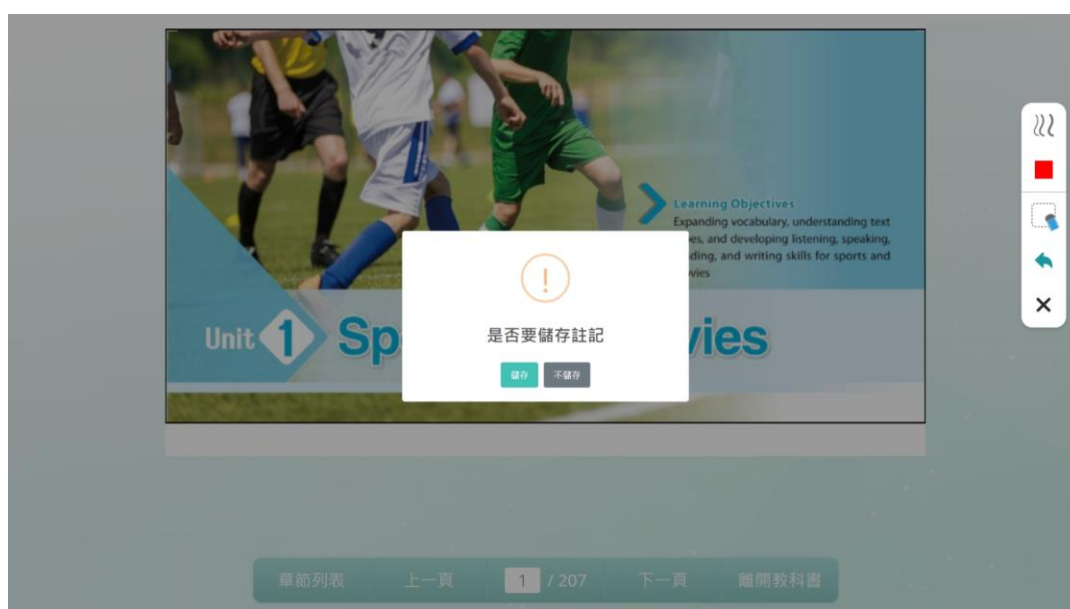 Learning Objectives
Expanding vocabulary, understanding text
es, and developing listening, speaking,
ding, and writing skills for sports and
vies
Unit 1 Sp vies
!
是否要儲存註記
儲存 不儲存
章節列表 上一頁 1 / 207 下一頁 離開教科書